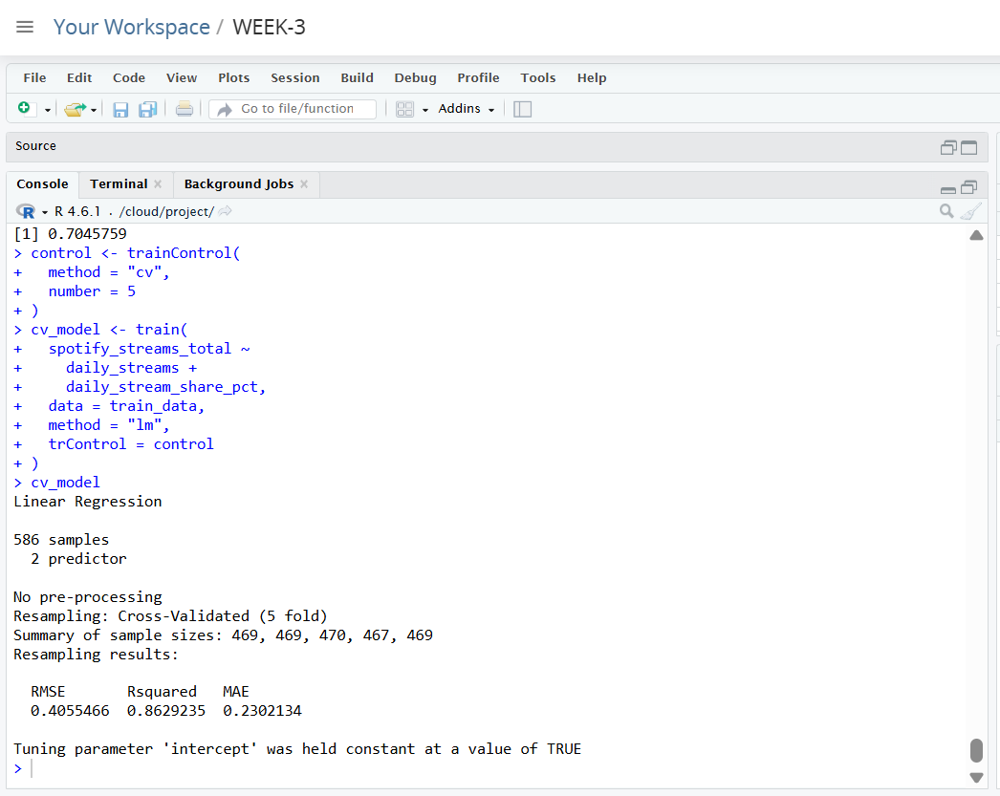 Your Workspace / WEEK-3
File Edit Code View Plots Session Build Debug Profile Tools Help
Go to file/function Addins
Source
Console Terminal Background Jobs
R R 4.6.1 . /cloud/project/
[1] 0.7045759
> control <- trainControl(
+   method = "cv",
+   number = 5
+ )
> cv_model <- train(
+   spotify_streams_total ~
+     daily_streams +
+     daily_stream_share_pct,
+   data = train_data,
+   method = "lm",
+   trControl = control
+ )
> cv_model
Linear Regression
586 samples
  2 predictor
No pre-processing
Resampling: Cross-Validated (5 fold)
Summary of sample sizes: 469, 469, 470, 467, 469
Resampling results:
  RMSE       Rsquared   MAE
  0.4055466  0.8629235  0.2302134
Tuning parameter 'intercept' was held constant at a value of TRUE
>